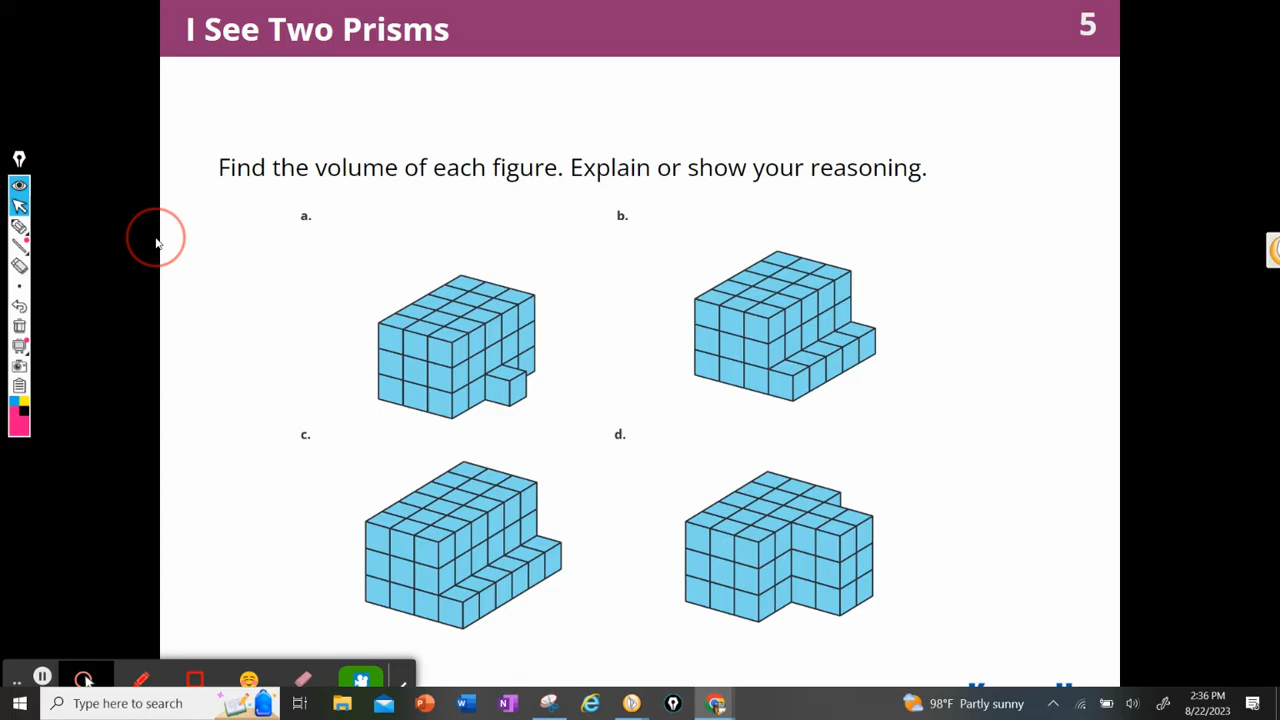 I See Two Prisms
5
Find the volume of each figure. Explain or show your reasoning.
a.
b.
c.
d.
Type here to search
98°F Partly sunny
2:36 PM
8/22/2023